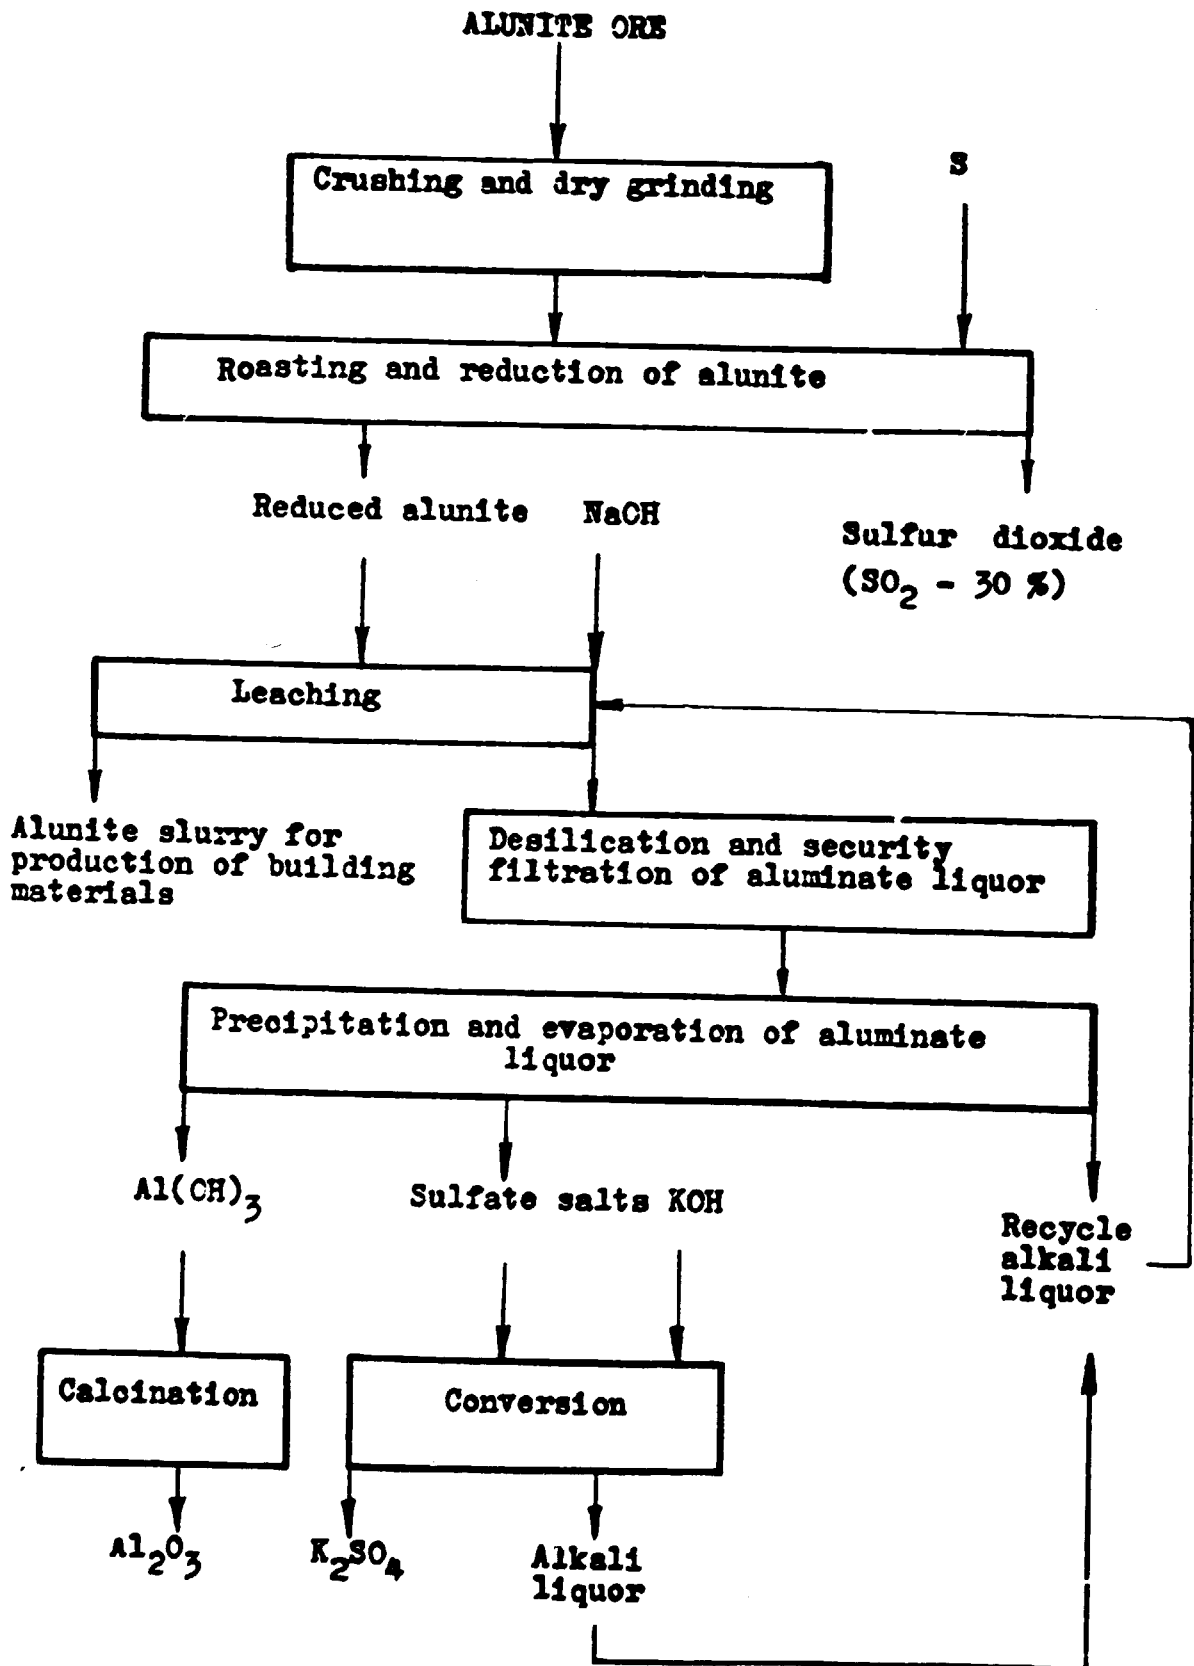 ALUNITE ORE
S
Crushing and dry grinding
Roasting and reduction of alunite
Reduced alunite NaOH
Sulfur dioxide
(SO2 - 30 %)
Leaching
Alunite slurry for
production of building
materials
Desilication and security
filtration of aluminate liquor
Precipitation and evaporation of aluminate
liquor
Al(OH)3
Sulfate salts KOH
Recycle
alkali
liquor
Calcination
Conversion
Al2O3
K2SO4
Alkali
liquor